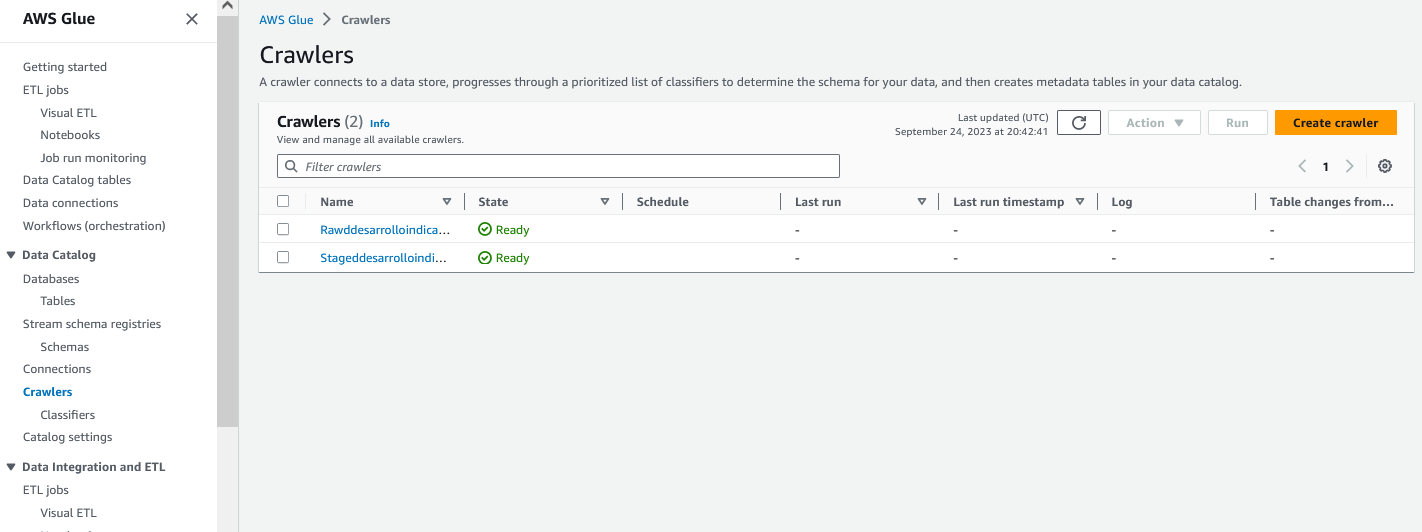 AWS Glue
Getting started
ETL jobs
Visual ETL
Notebooks
Job run monitoring
Data Catalog tables
Data connections
Workflows (orchestration)
Data Catalog
Databases
Tables
Stream schema registries
Schemas
Connections
Crawlers
Classifiers
Catalog settings
Data Integration and ETL
ETL jobs
Visual ETL
AWS Glue > Crawlers
Crawlers
A crawler connects to a data store, progresses through a prioritized list of classifiers to determine the schema for your data, and then creates metadata tables in your data catalog.
Crawlers (2) Info
View and manage all available crawlers.
Last updated (UTC)
September 24, 2023 at 20:42:41
Action
Run
Create crawler
Filter crawlers
1
Name State Schedule Last run Last run timestamp Log Table changes from...
Rawddesarrolloindica... Ready - - - -
Stageddesarrolloindi... Ready - - - -